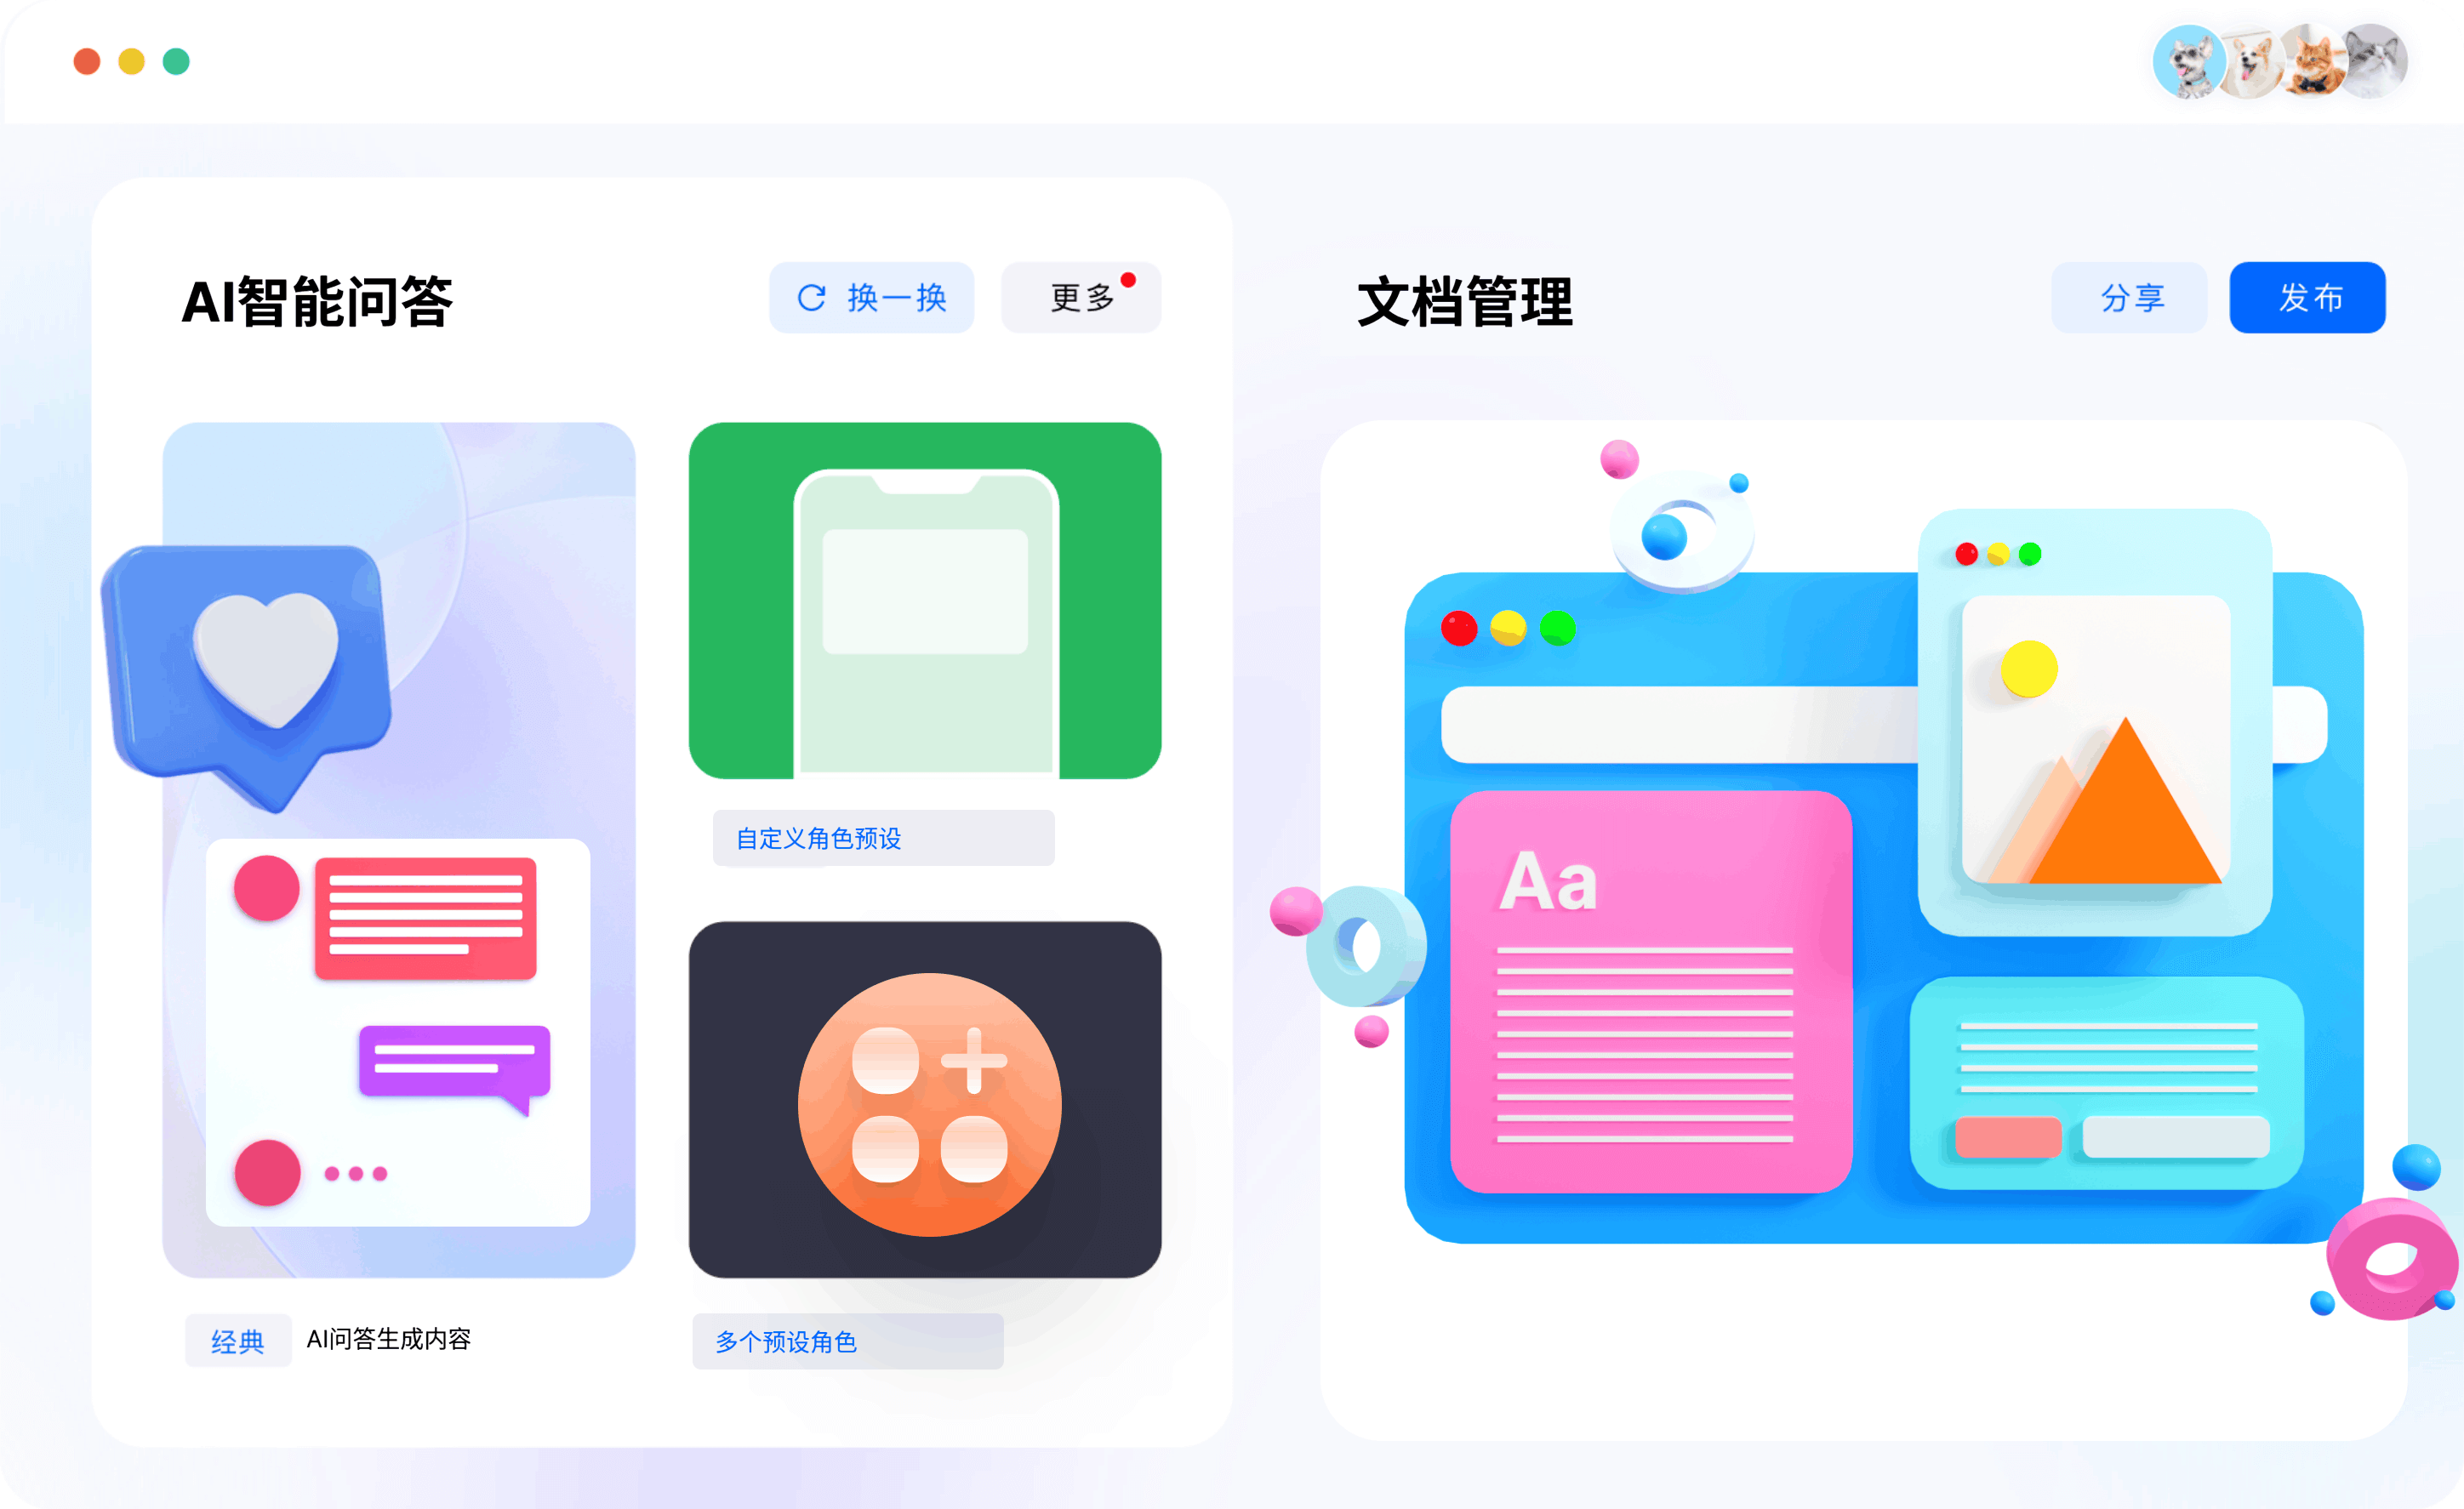 AI智能问答
换一换
更多
自定义角色预设
经典
AI问答生成内容
多个预设角色
文档管理
分享
发布
Aa